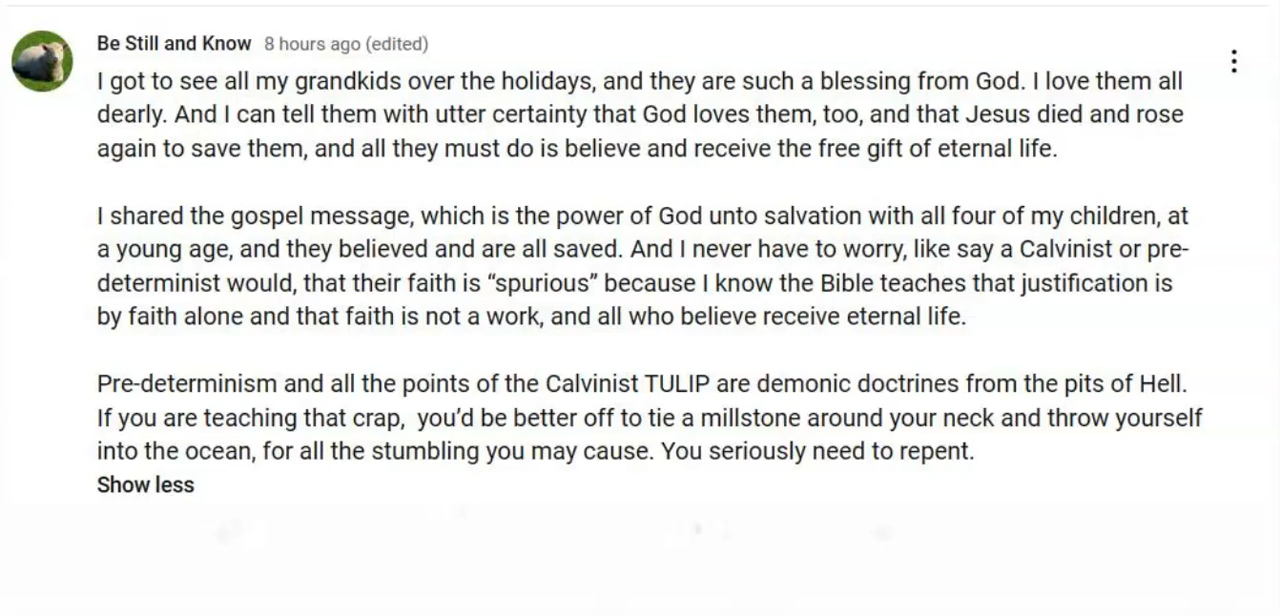 Be Still and Know 8 hours ago (edited)
I got to see all my grandkids over the holidays, and they are such a blessing from God. I love them all
dearly. And I can tell them with utter certainty that God loves them, too, and that Jesus died and rose
again to save them, and all they must do is believe and receive the free gift of eternal life.
I shared the gospel message, which is the power of God unto salvation with all four of my children, at
a young age, and they believed and are all saved. And I never have to worry, like say a Calvinist or pre-
determinist would, that their faith is “spurious” because I know the Bible teaches that justification is
by faith alone and that faith is not a work, and all who believe receive eternal life.
Pre-determinism and all the points of the Calvinist TULIP are demonic doctrines from the pits of Hell.
If you are teaching that crap,  you’d be better off to tie a millstone around your neck and throw yourself
into the ocean, for all the stumbling you may cause. You seriously need to repent.
Show less